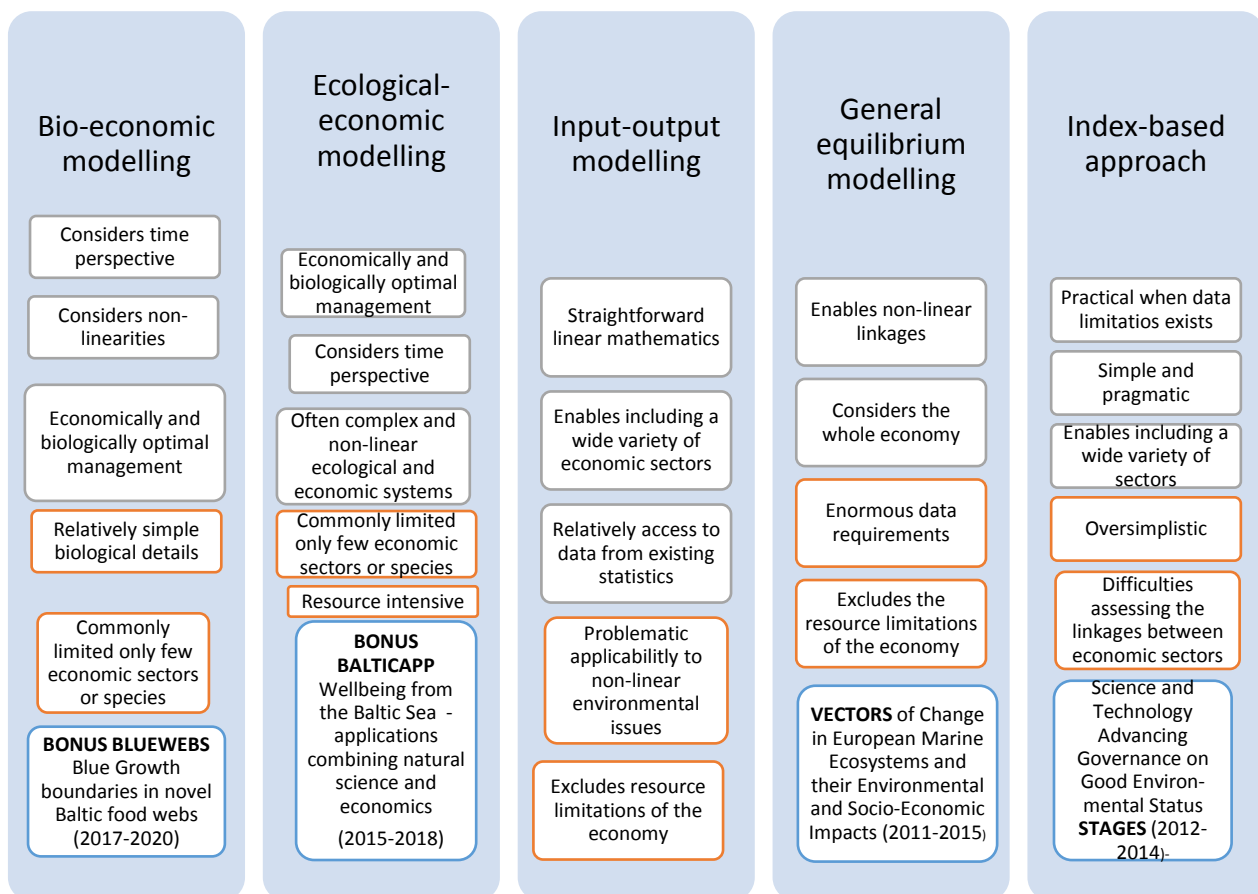 Bio-economic
modelling
Considers time
perspective
Considers non-
linearities
Economically and
biologically optimal
management
Relatively simple
biological details
Commonly
limited only few
economic sectors
or species
BONUS BLUEWEBS
Blue Growth
boundaries in novel
Baltic food webs
(2017-2020)
Ecological-
economic
modelling
Economically and
biologically optimal
management
Considers time
perspective
Often complex and
non-linear
ecological and
economic systems
Commonly limited
only few economic
sectors or species
Resource intensive
BONUS
BALTICAPP
Wellbeing from
the Baltic Sea -
applications
combining natural
science and
economics
(2015-2018)
Input-output
modelling
Straightforward
linear mathematics
Enables including a
wide variety of
economic sectors
Relatively access to
data from existing
statistics
Problematic
applicabilitly to
non-linear
environmental
issues
Excludes resource
limitations of the
economy
General
equilibrium
modelling
Enables non-linear
linkages
Considers the
whole economy
Enormous data
requirements
Excludes the
resource limitations
of the economy
VECTORS of Change
in European Marine
Ecosystems and
their Environmental
and Socio-Economic
Impacts (2011-2015)
Index-based
approach
Practical when data
limitatios exists
Simple and
pragmatic
Enables including a
wide variety of
sectors
Oversimplistic
Difficulties
assessing the
linkages between
economic sectors
Science and
Technology
Advancing
Governance on
Good Environ-
mental Status
STAGES (2012-
2014)-